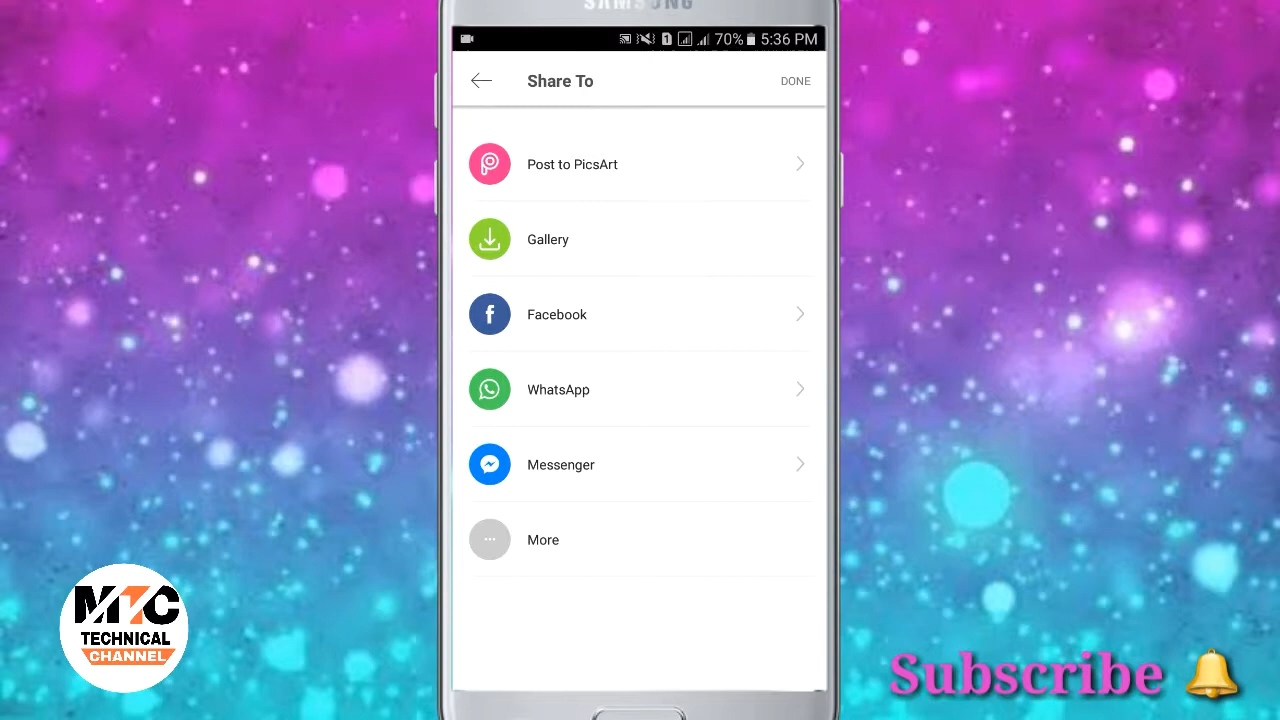 SAMSUNG
1 70% 5:36 PM
Share To DONE
Post to PicsArt
Gallery
Facebook
WhatsApp
Messenger
More
MTC
TECHNICAL
CHANNEL
Subscribe